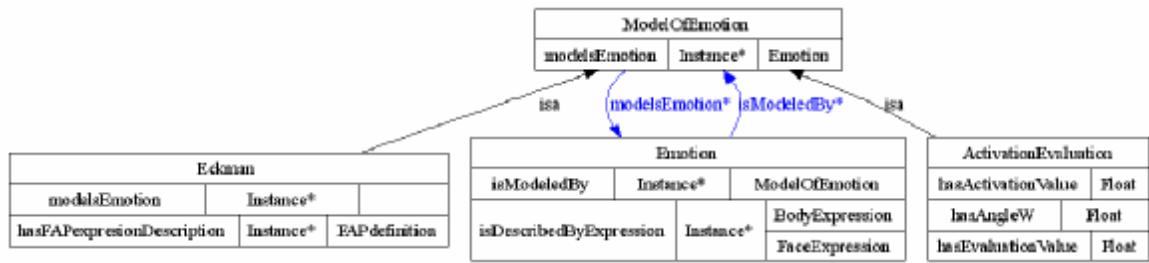 ModelOfEmotion
modelsEmotion Instance* Emotion
isa modelsEmotion* isModeledBy* isa
Eckman
modelsEmotion Instance*
hasFAPexpresionDescription Instance* FAPdefinition
Emotion
isModeledBy Instance* ModelOfEmotion
isDescribedByExpression Instance* BodyExpression
FaceExpression
ActivationEvaluation
hasActivationValue Float
hasAngleW Float
hasEvaluationValue Float